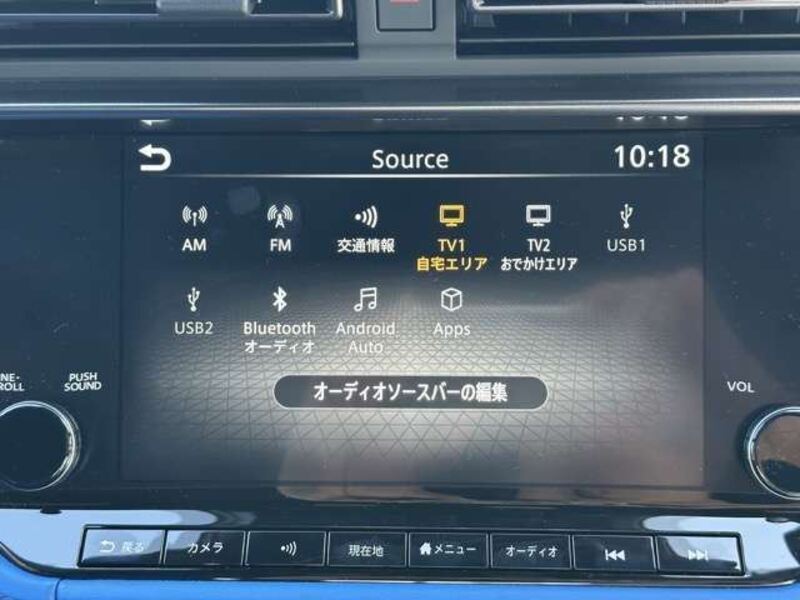 Source 10:18
AM FM 交通情報 TV1 TV2 USB1
自宅エリア おでかけエリア
USB2 Bluetooth Android Apps
オーディオ Auto
PUSH
SOUND
VOL
オーディオソースバーの編集
戻る カメラ 現在地 メニュー オーディオ